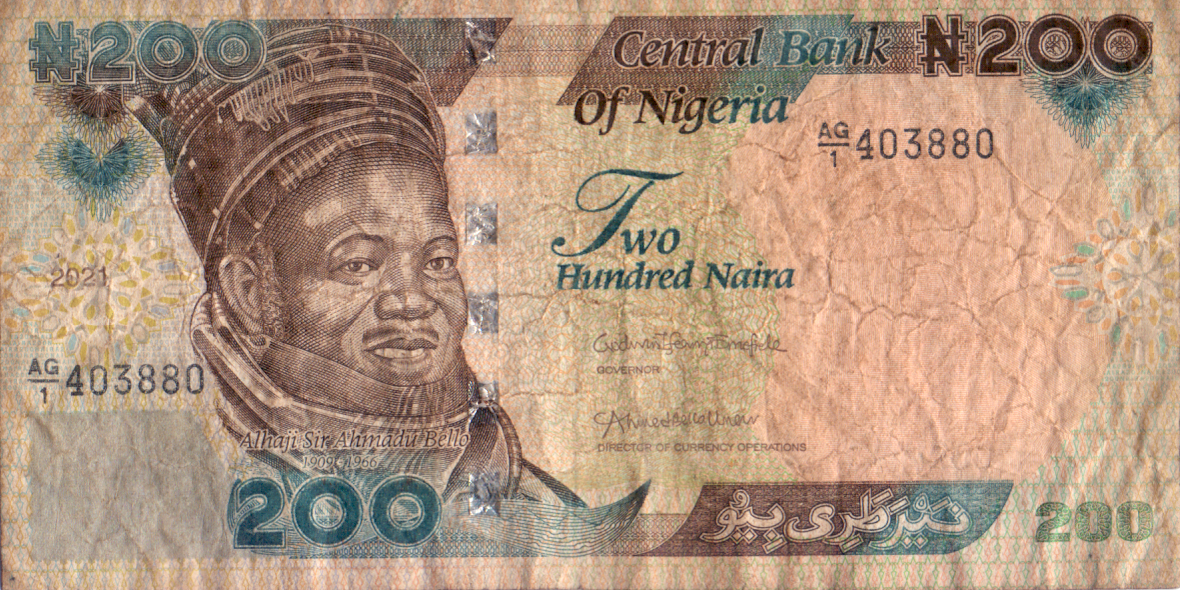 ₦200
Central Bank
Of Nigeria
₦200
AG/1 403880
Two
Hundred Naira
2021
GOVERNOR
AG/1 403880
DIRECTOR OF CURRENCY OPERATIONS
Alhaji Sir Ahmadu Bello
1909 - 1966
200
نَيْرَ طَرِى بِيُو
200